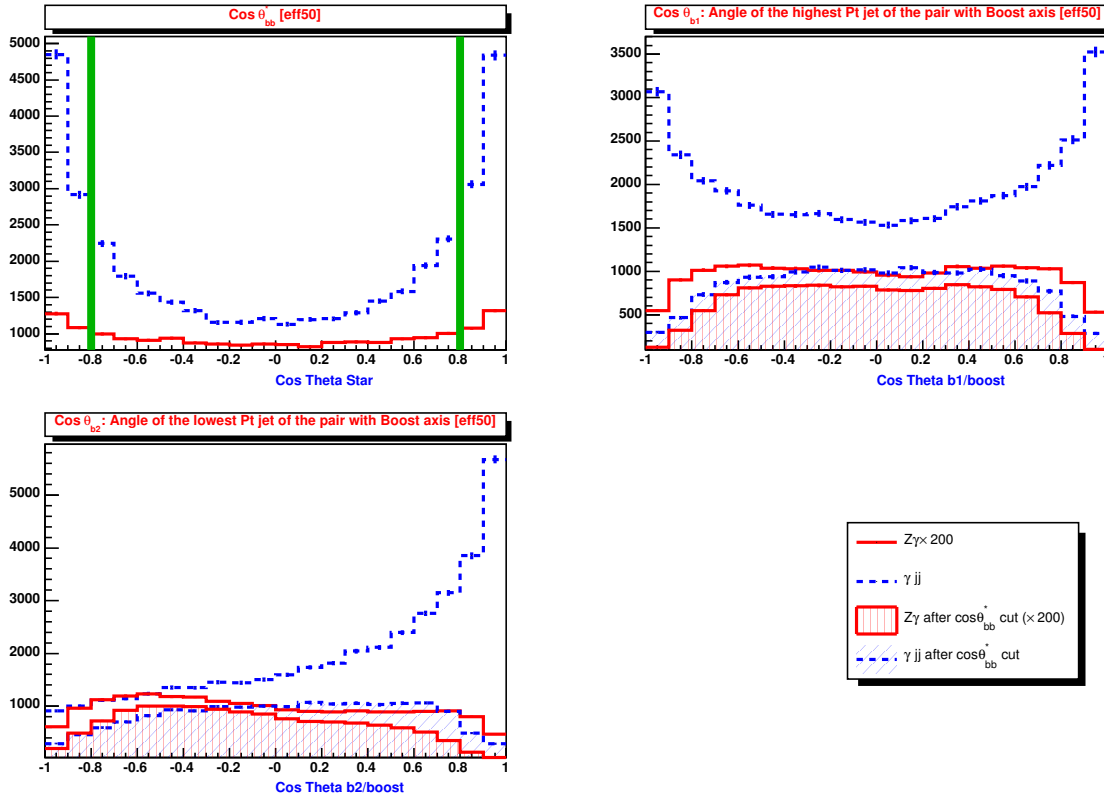 Cos θ*bb [eff50]
5000
4500
4000
3500
3000
2500
2000
1500
1000
-1 -0.8 -0.6 -0.4 -0.2 -0 0.2 0.4 0.6 0.8 1
Cos Theta Star
Cos θb1: Angle of the highest Pt jet of the pair with Boost axis [eff50]
3500
3000
2500
2000
1500
1000
500
-1 -0.8 -0.6 -0.4 -0.2 -0 0.2 0.4 0.6 0.8 1
Cos Theta b1/boost
Cos θb2: Angle of the lowest Pt jet of the pair with Boost axis [eff50]
5000
4000
3000
2000
1000
-1 -0.8 -0.6 -0.4 -0.2 -0 0.2 0.4 0.6 0.8 1
Cos Theta b2/boost
Zγ× 200
γ jj
Zγ after cosθ*bb cut (× 200)
γ jj after cosθ*bb cut